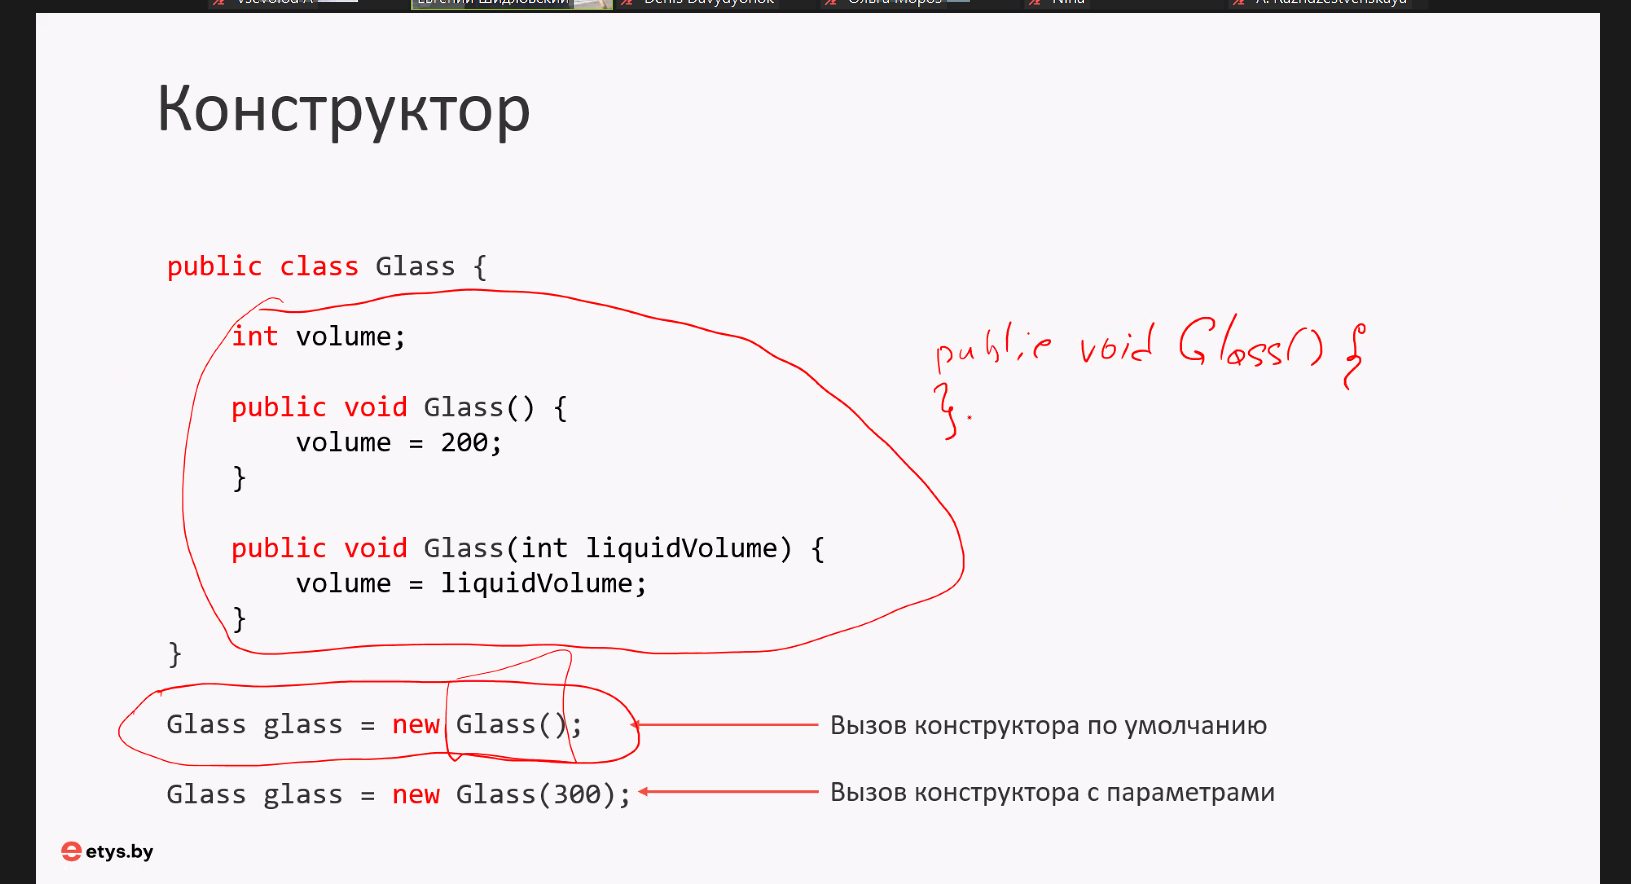 Конструктор
public class Glass {
int volume;
public void Glass() {
volume = 200;
}
public void Glass(int liquidVolume) {
volume = liquidVolume;
}
}
public void Glass() {
}.
Glass glass = new Glass();
Вызов конструктора по умолчанию
Glass glass = new Glass(300);
Вызов конструктора с параметрами
etys.by